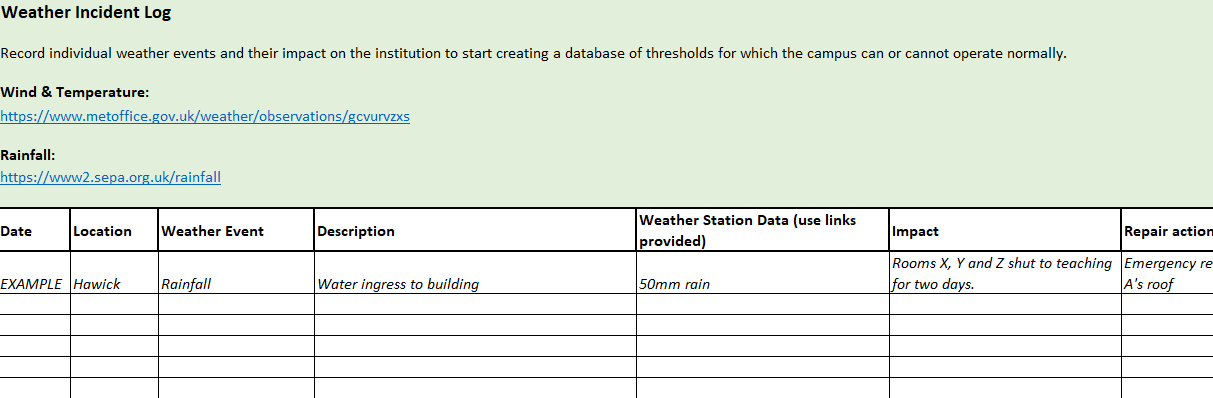 Weather Incident Log
Record individual weather events and their impact on the institution to start creating a database of thresholds for which the campus can or cannot operate normally.
Wind & Temperature:
https://www.metoffice.gov.uk/weather/observations/gcvurvzxs
Rainfall:
https://www2.sepa.org.uk/rainfall
Date Location Weather Event Description Weather Station Data (use links provided) Impact Repair action
EXAMPLE Hawick Rainfall Water ingress to building 50mm rain Rooms X, Y and Z shut to teaching for two days. Emergency re
A's roof